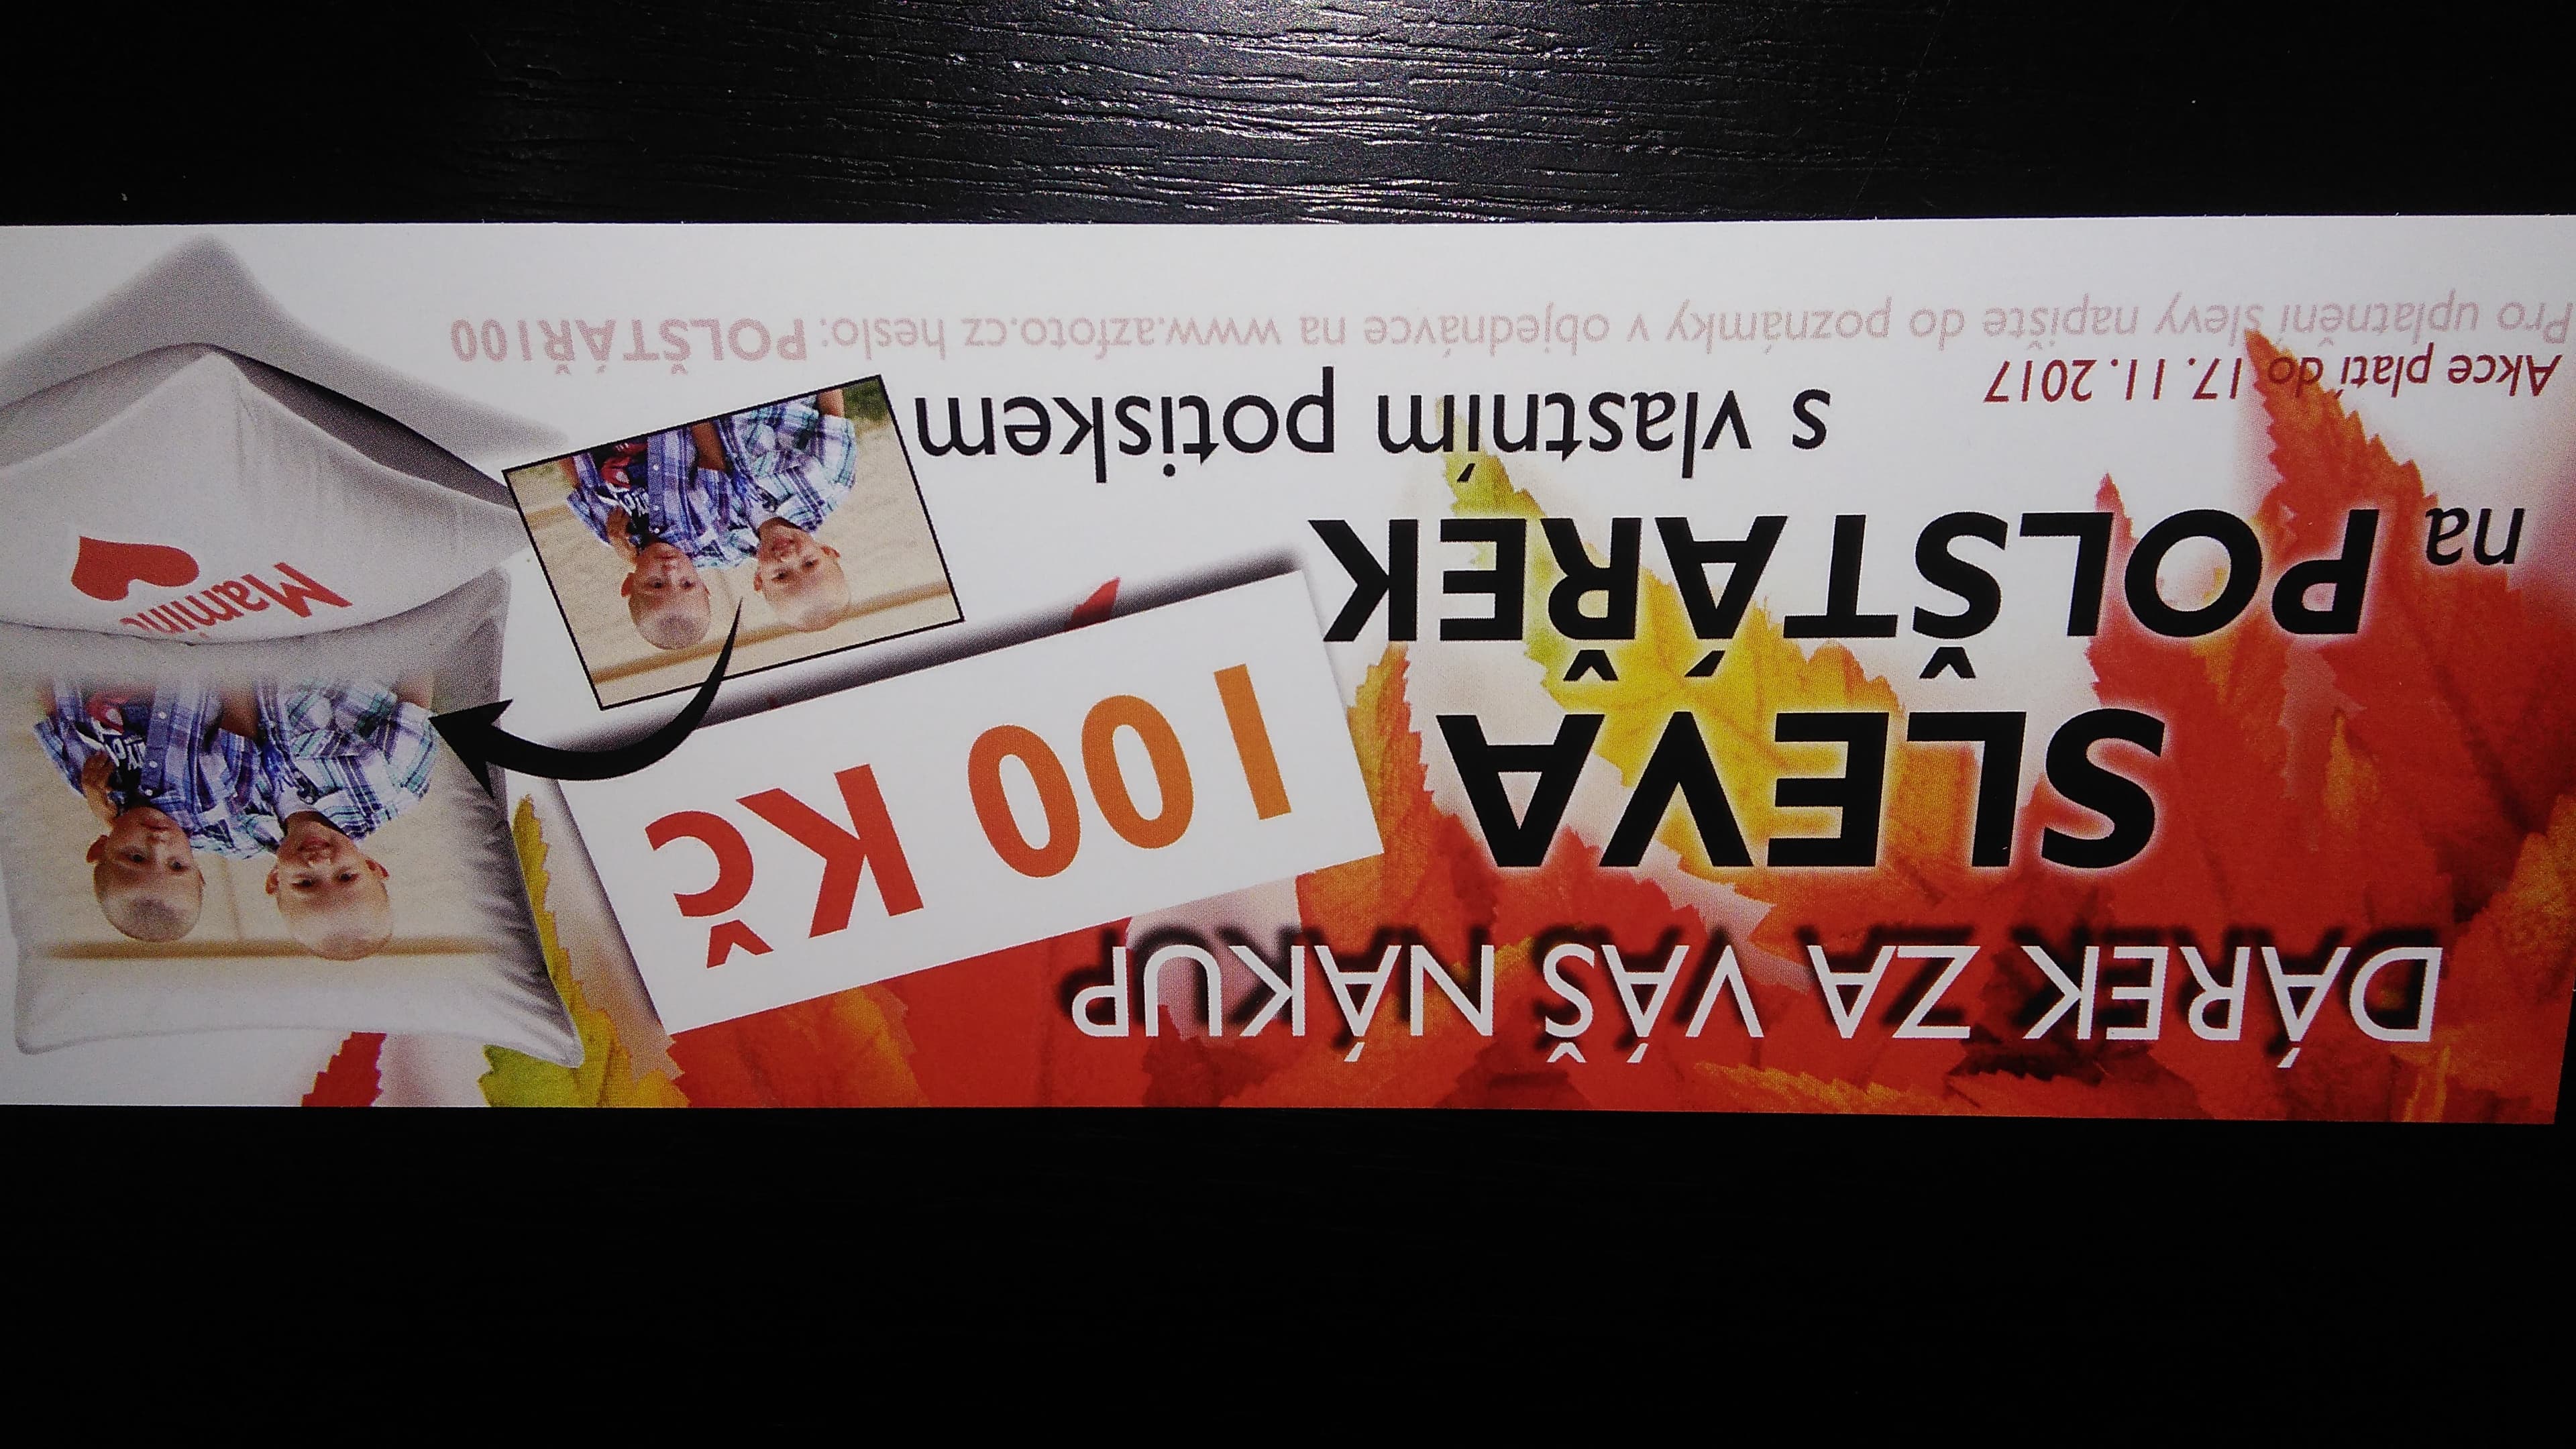 DÁREK ZA VÁŠ NÁKUP
SLEVA
100 Kč
na POLŠTÁŘEK
s vlastním potiskem
Akce platí do 17.11.2017
Pro uplatnění slevy napište do poznámky v objednávce na www.azfoto.cz heslo: POLŠTÁŘ100